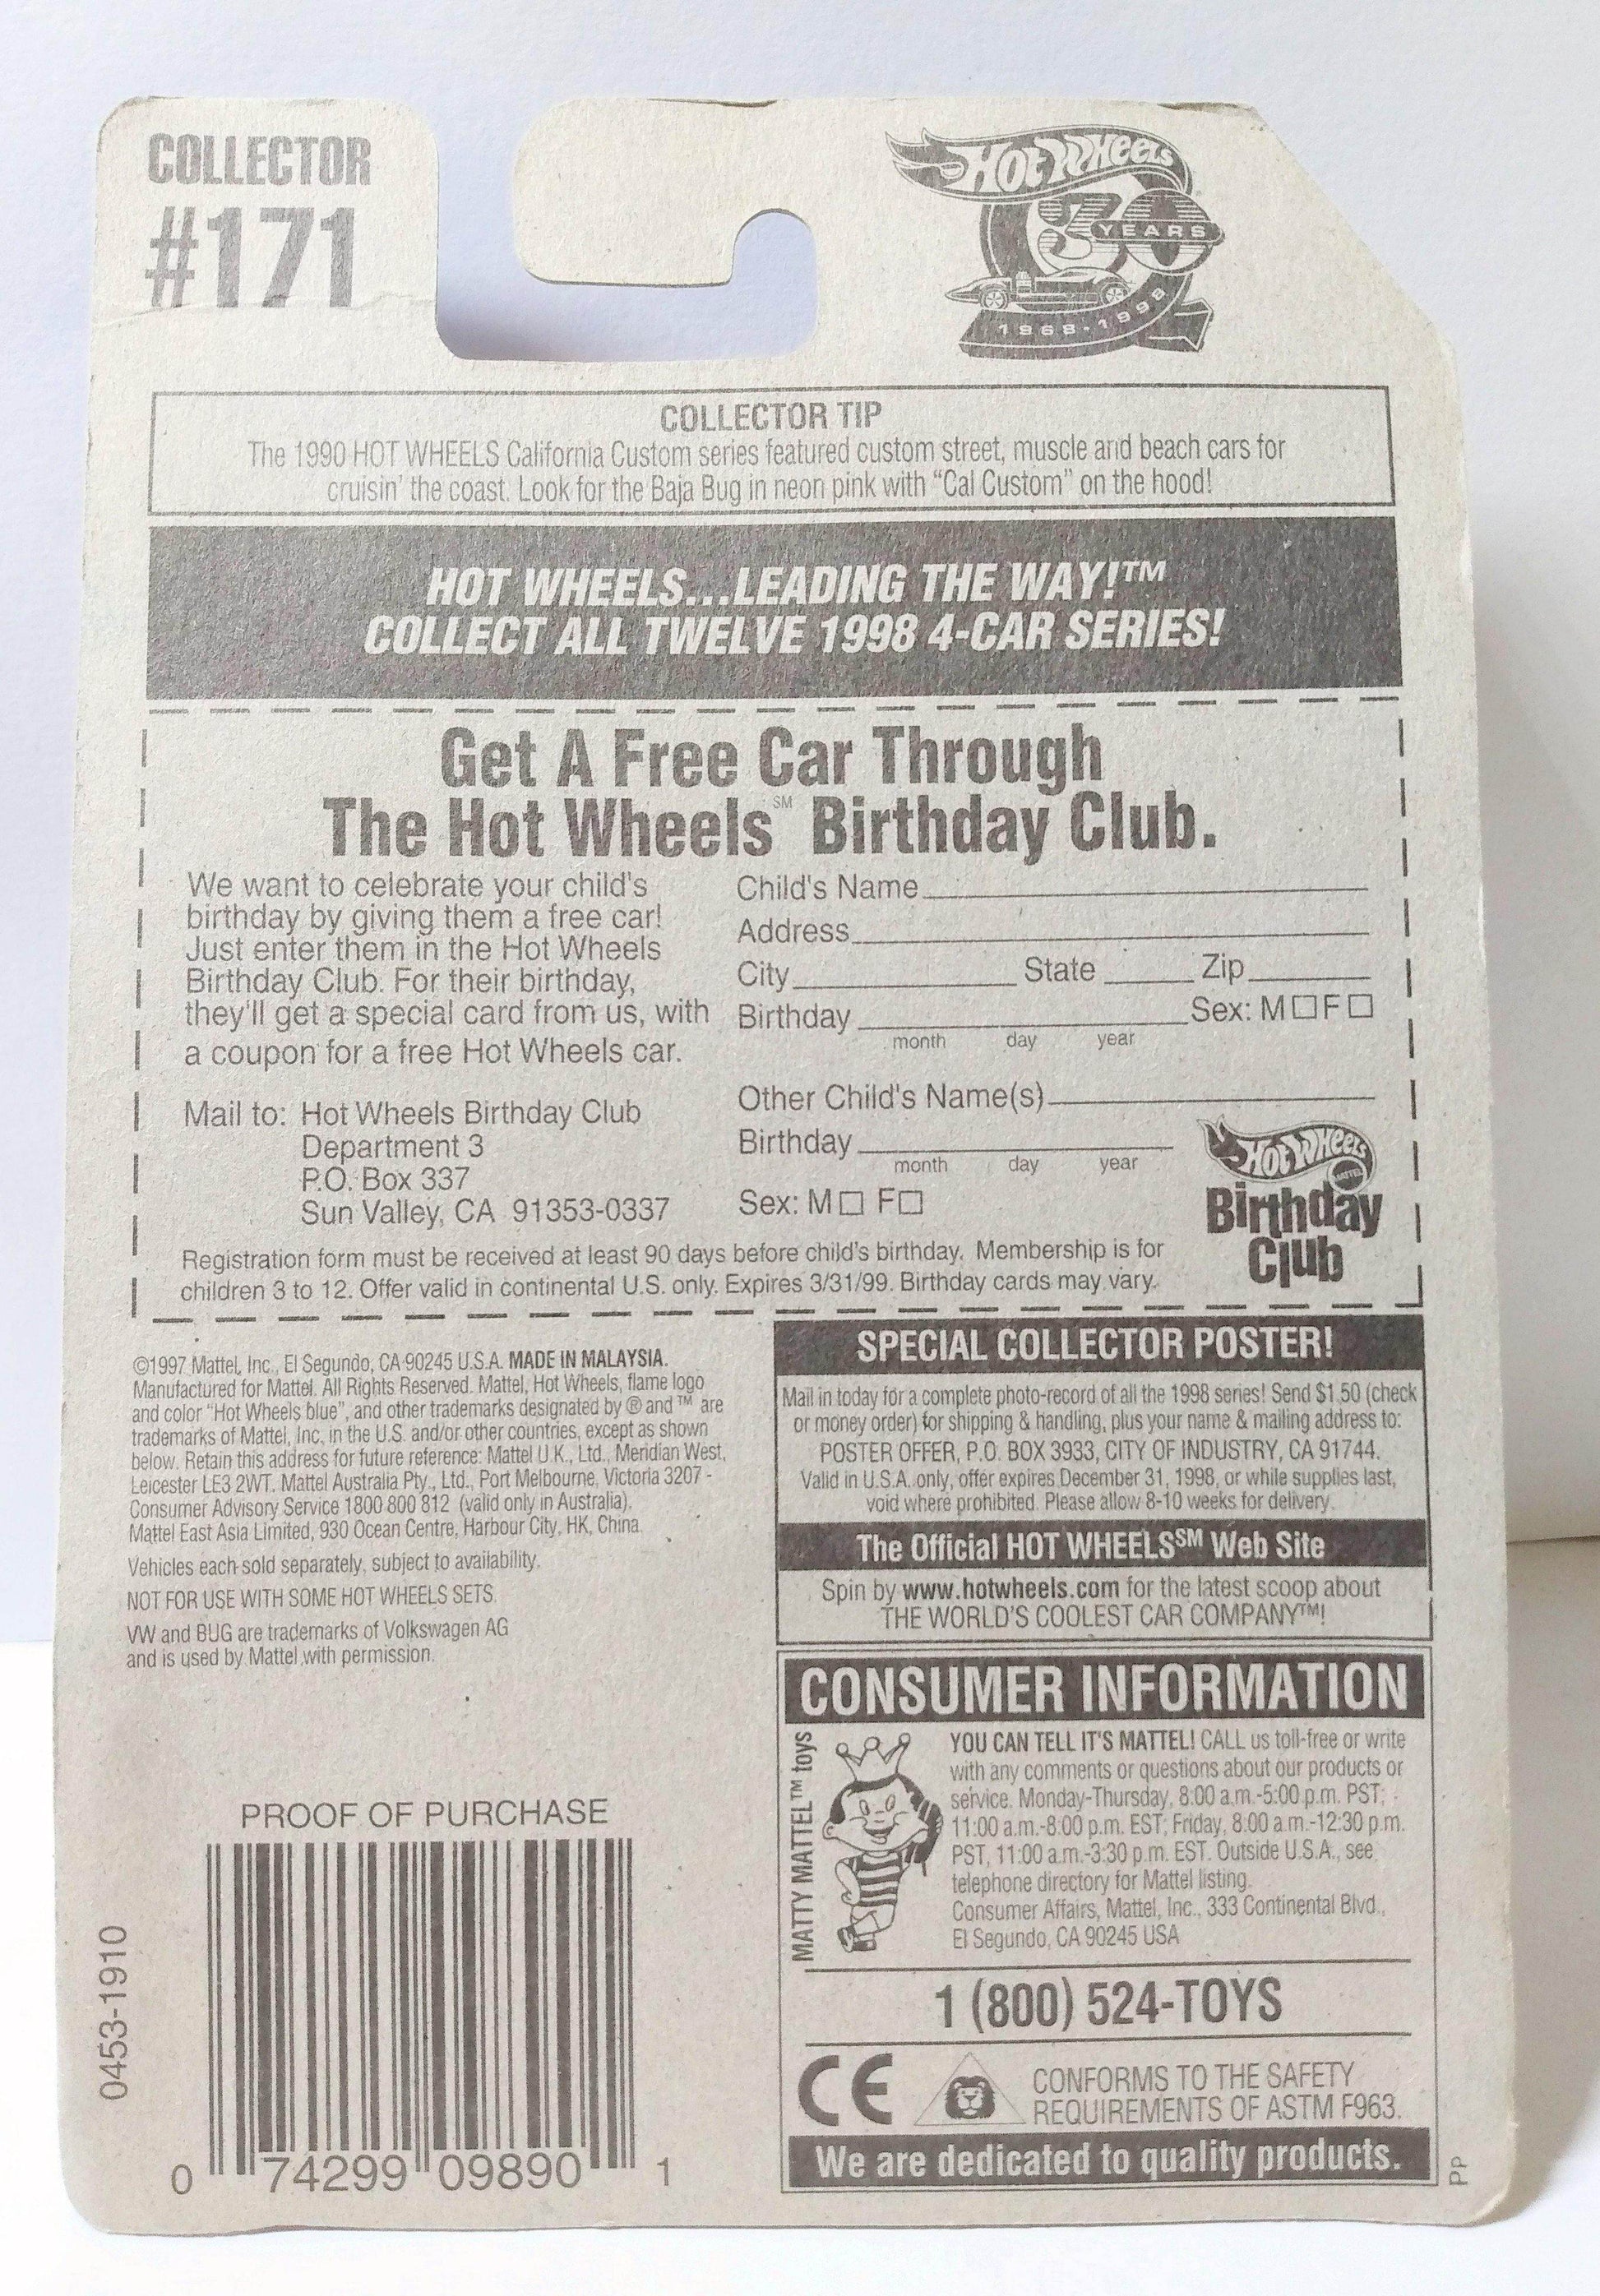 COLLECTOR
#171
Hot Wheels
30
YEARS
1968-1998
COLLECTOR TIP
The 1990 HOT WHEELS California Custom series featured custom street, muscle and beach cars for
cruisin' the coast. Look for the Baja Bug in neon pink with "Cal Custom" on the hood!
HOT WHEELS...LEADING THE WAY!™
COLLECT ALL TWELVE 1998 4-CAR SERIES!
Get A Free Car Through
The Hot Wheels℠ Birthday Club.
We want to celebrate your child's
birthday by giving them a free car!
Just enter them in the Hot Wheels
Birthday Club. For their birthday,
they'll get a special card from us, with
a coupon for a free Hot Wheels car.
Mail to: Hot Wheels Birthday Club
Department 3
P.O. Box 337
Sun Valley, CA 91353-0337
Child's Name
Address
City State Zip
Birthday Sex: M☐ F☐
month day year
Other Child's Name(s)
Birthday
month day year
Sex: M☐ F☐
Hot Wheels
MATTEL
Birthday
Club
Registration form must be received at least 90 days before child's birthday. Membership is for
children 3 to 12. Offer valid in continental U.S. only. Expires 3/31/99. Birthday cards may vary.
©1997 Mattel, Inc., El Segundo, CA 90245 U.S.A. MADE IN MALAYSIA.
Manufactured for Mattel. All Rights Reserved. Mattel, Hot Wheels, flame logo
and color "Hot Wheels blue", and other trademarks designated by ® and ™ are
trademarks of Mattel, Inc. in the U.S. and/or other countries, except as shown
below. Retain this address for future reference: Mattel U.K., Ltd., Meridian West,
Leicester LE3 2WT. Mattel Australia Pty., Ltd., Port Melbourne, Victoria 3207 -
Consumer Advisory Service 1800 800 812 (valid only in Australia).
Mattel East Asia Limited, 930 Ocean Centre, Harbour City, HK, China.
Vehicles each sold separately, subject to availability.
NOT FOR USE WITH SOME HOT WHEELS SETS.
VW and BUG are trademarks of Volkswagen AG
and is used by Mattel with permission.
SPECIAL COLLECTOR POSTER!
Mail in today for a complete photo-record of all the 1998 series! Send $1.50 (check
or money order) for shipping & handling, plus your name & mailing address to:
POSTER OFFER, P.O. BOX 3933, CITY OF INDUSTRY, CA 91744.
Valid in U.S.A. only, offer expires December 31, 1998, or while supplies last,
void where prohibited. Please allow 8-10 weeks for delivery.
The Official HOT WHEELS℠ Web Site
Spin by www.hotwheels.com for the latest scoop about
THE WORLD'S COOLEST CAR COMPANY™!
CONSUMER INFORMATION
MATTY MATTEL™ toys
YOU CAN TELL IT'S MATTEL! CALL us toll-free or write
with any comments or questions about our products or
service. Monday-Thursday, 8:00 a.m.-5:00 p.m. PST;
11:00 a.m.-8:00 p.m. EST; Friday, 8:00 a.m.-12:30 p.m.
PST, 11:00 a.m.-3:30 p.m. EST. Outside U.S.A., see
telephone directory for Mattel listing.
Consumer Affairs, Mattel, Inc., 333 Continental Blvd.,
El Segundo, CA 90245 USA
1 (800) 524-TOYS
CE
CONFORMS TO THE SAFETY
REQUIREMENTS OF ASTM F963.
We are dedicated to quality products.
PP
PROOF OF PURCHASE
0453-1910
0 74299 09890 1